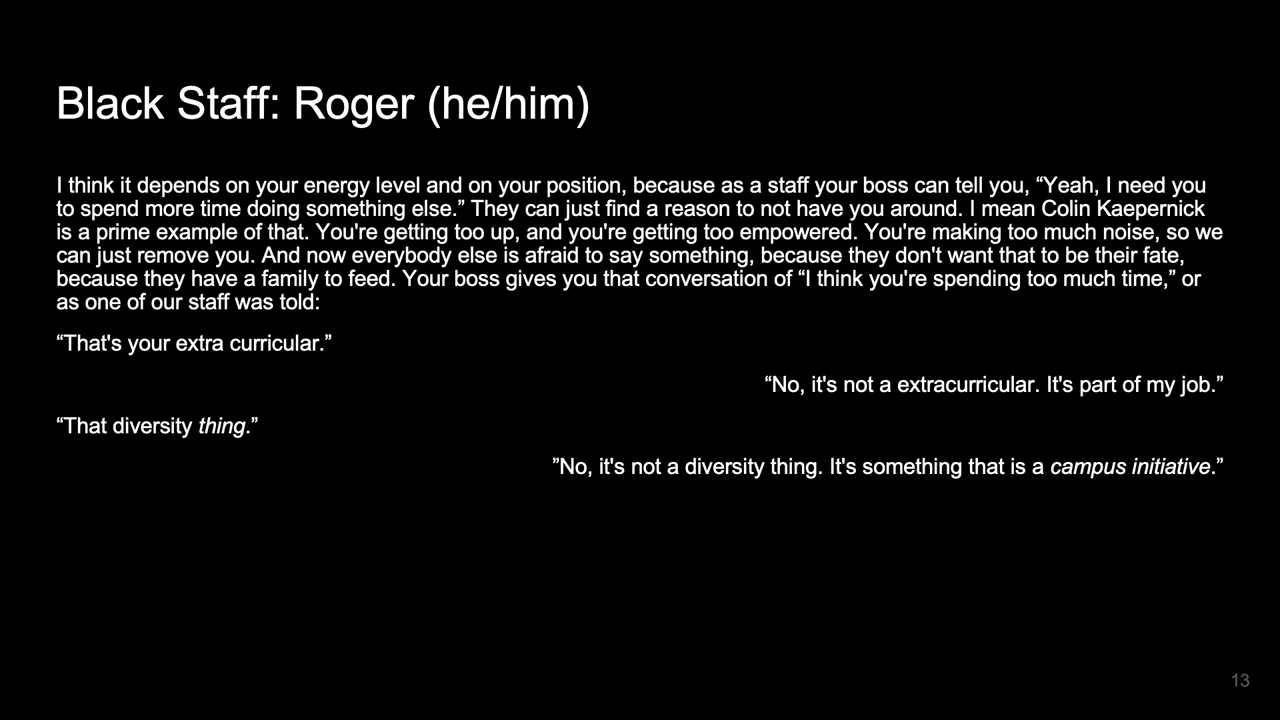 Black Staff: Roger (he/him)
I think it depends on your energy level and on your position, because as a staff your boss can tell you, “Yeah, I need you
to spend more time doing something else.” They can just find a reason to not have you around. I mean Colin Kaepernick
is a prime example of that. You're getting too up, and you're getting too empowered. You're making too much noise, so we
can just remove you. And now everybody else is afraid to say something, because they don't want that to be their fate,
because they have a family to feed. Your boss gives you that conversation of “I think you're spending too much time,” or
as one of our staff was told:
“That's your extra curricular.”
“No, it's not a extracurricular. It's part of my job.”
“That diversity thing.”
”No, it's not a diversity thing. It's something that is a campus initiative.”
13